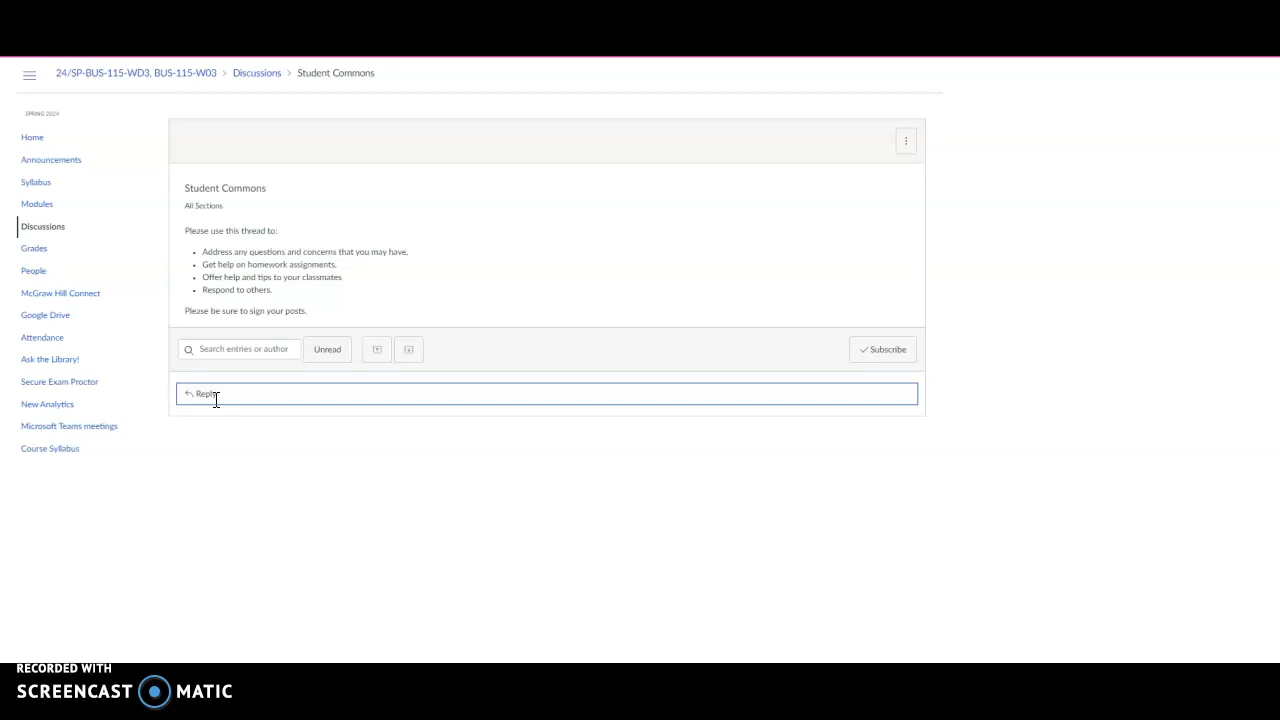 24/SP-BUS-115-WD3, BUS-115-W03 > Discussions > Student Commons
SPRING 2024
Home
Announcements
Syllabus
Modules
Discussions
Grades
People
McGraw Hill Connect
Google Drive
Attendance
Ask the Library!
Secure Exam Proctor
New Analytics
Microsoft Teams meetings
Course Syllabus
Student Commons
All Sections
Please use this thread to:
• Address any questions and concerns that you may have,
• Get help on homework assignments,
• Offer help and tips to your classmates
• Respond to others.
Please be sure to sign your posts.
Search entries or author
Unread
Subscribe
Reply
RECORDED WITH
SCREENCAST MATIC